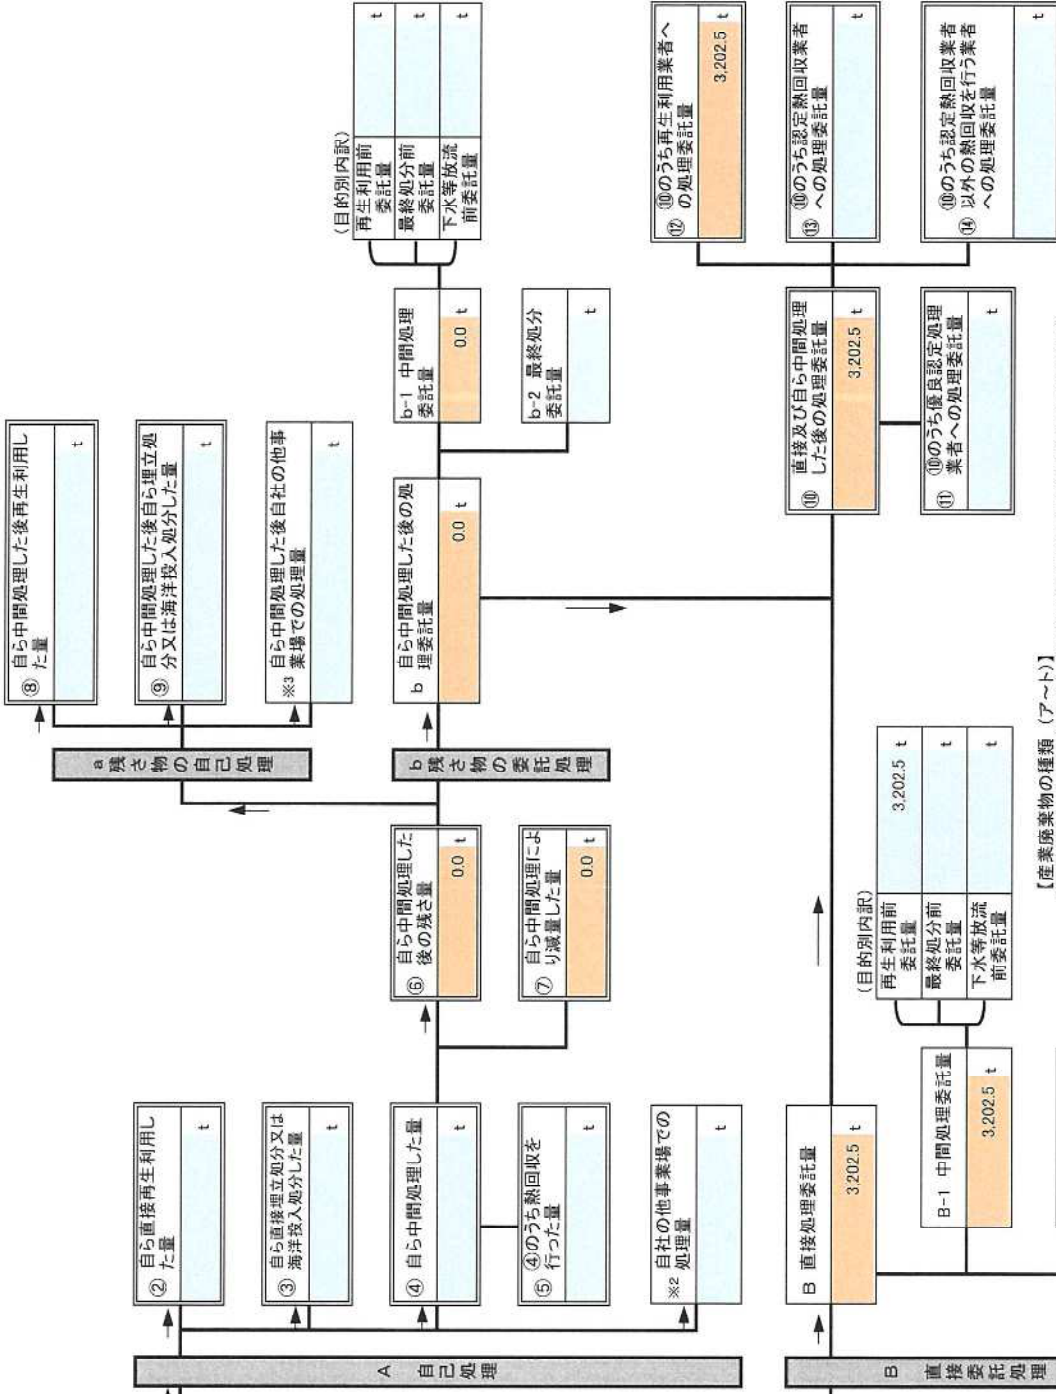 A 自己処理
② 自ら直接再生利用し
た量
t
③ 自ら直接埋立処分又は
海洋投入処分した量
t
④ 自ら中間処理した量
t
⑤ ④のうち熱回収を
行った量
t
※2 自社の他事業場での
処理量
t
⑥ 自ら中間処理した
後の残さ量
0.0 t
⑦ 自ら中間処理によ
り減量した量
0.0 t
a 残さ物の自己処理
⑧ 自ら中間処理した後再生利用し
た量
t
⑨ 自ら中間処理した後自ら埋立処
分又は海洋投入処分した量
t
※3 自ら中間処理した後自社の他事
業場での処理量
t
b 残さ物の委託処理
b 自ら中間処理した後の処
理委託量
0.0 t
b-1 中間処理
委託量
0.0 t
b-2 最終処分
委託量
t
(目的別内訳)
再生利用前
委託量
t
最終処分前
委託量
t
下水等放流
前委託量
t
B 直接委託処理
B 直接処理委託量
3,202.5 t
B-1 中間処理委託量
3,202.5 t
(目的別内訳)
再生利用前
委託量
3,202.5 t
最終処分前
委託量
t
下水等放流
前委託量
t
⑩ 直接及び自ら中間処理
した後の処理委託量
3,202.5 t
⑪ ⑩のうち優良認定処理
業者への処理委託量
t
⑫ ⑩のうち再生利用業者へ
の処理委託量
3,202.5 t
⑬ ⑩のうち認定熱回収業者
への処理委託量
t
⑭ ⑩のうち認定熱回収業者
以外の熱回収を行う業者
への処理委託量
t
【産業廃棄物の種類 (ア~ト)】